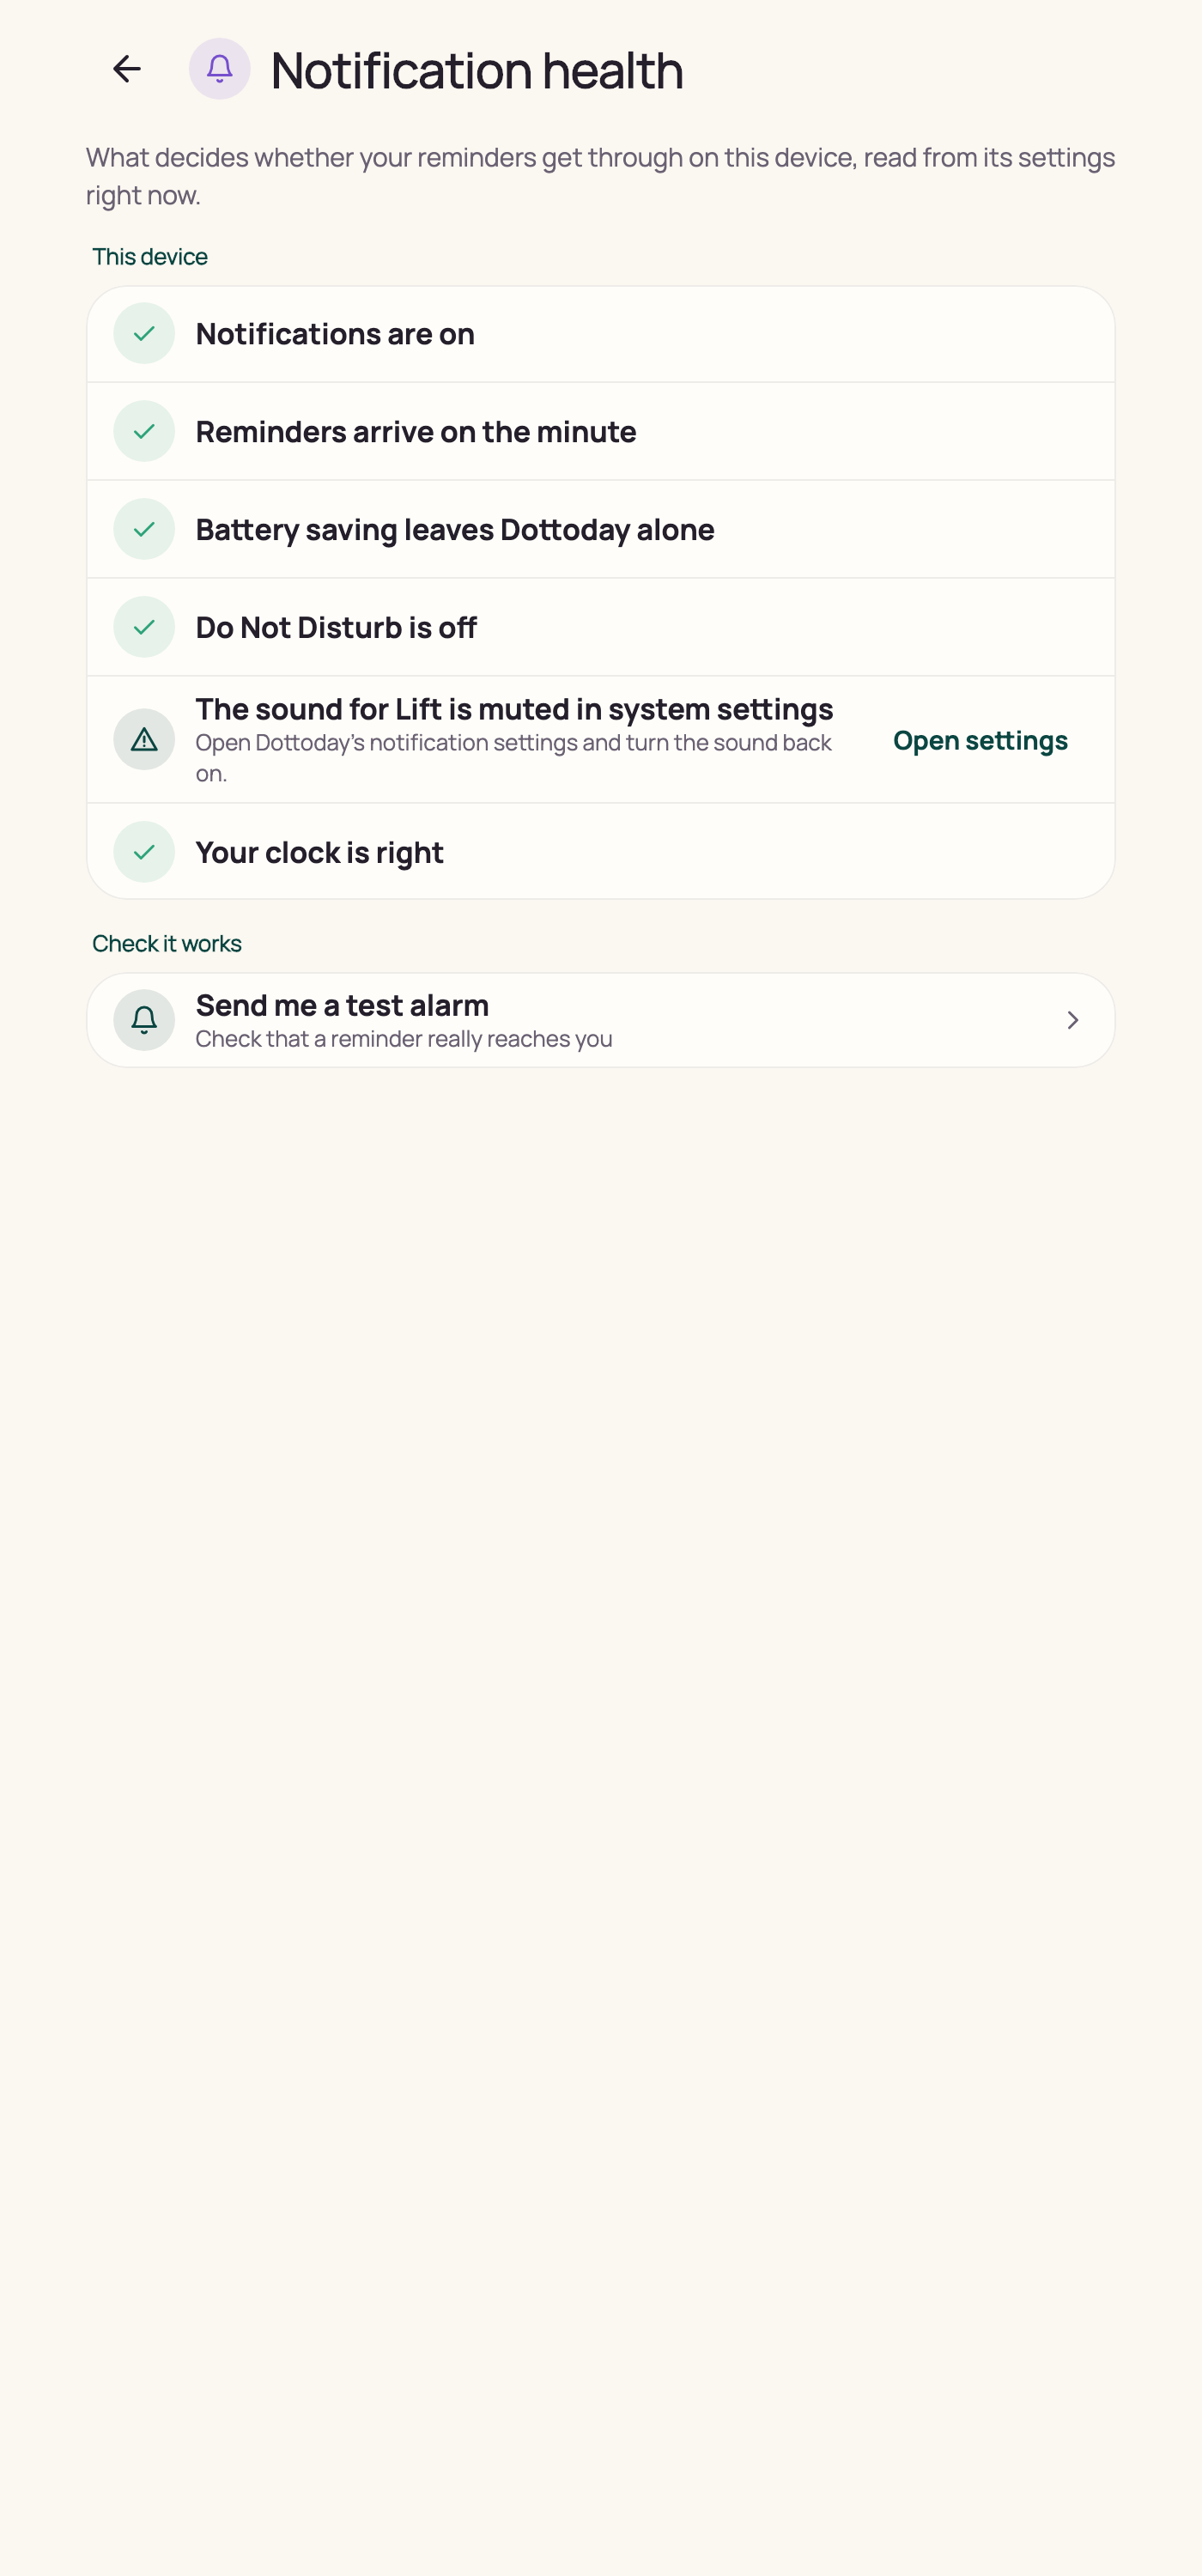 Notification health
What decides whether your reminders get through on this device, read from its settings
right now.
This device
Notifications are on
Reminders arrive on the minute
Battery saving leaves Dottoday alone
Do Not Disturb is off
The sound for Lift is muted in system settings
Open Dottoday’s notification settings and turn the sound back
on.
Open settings
Your clock is right
Check it works
Send me a test alarm
Check that a reminder really reaches you